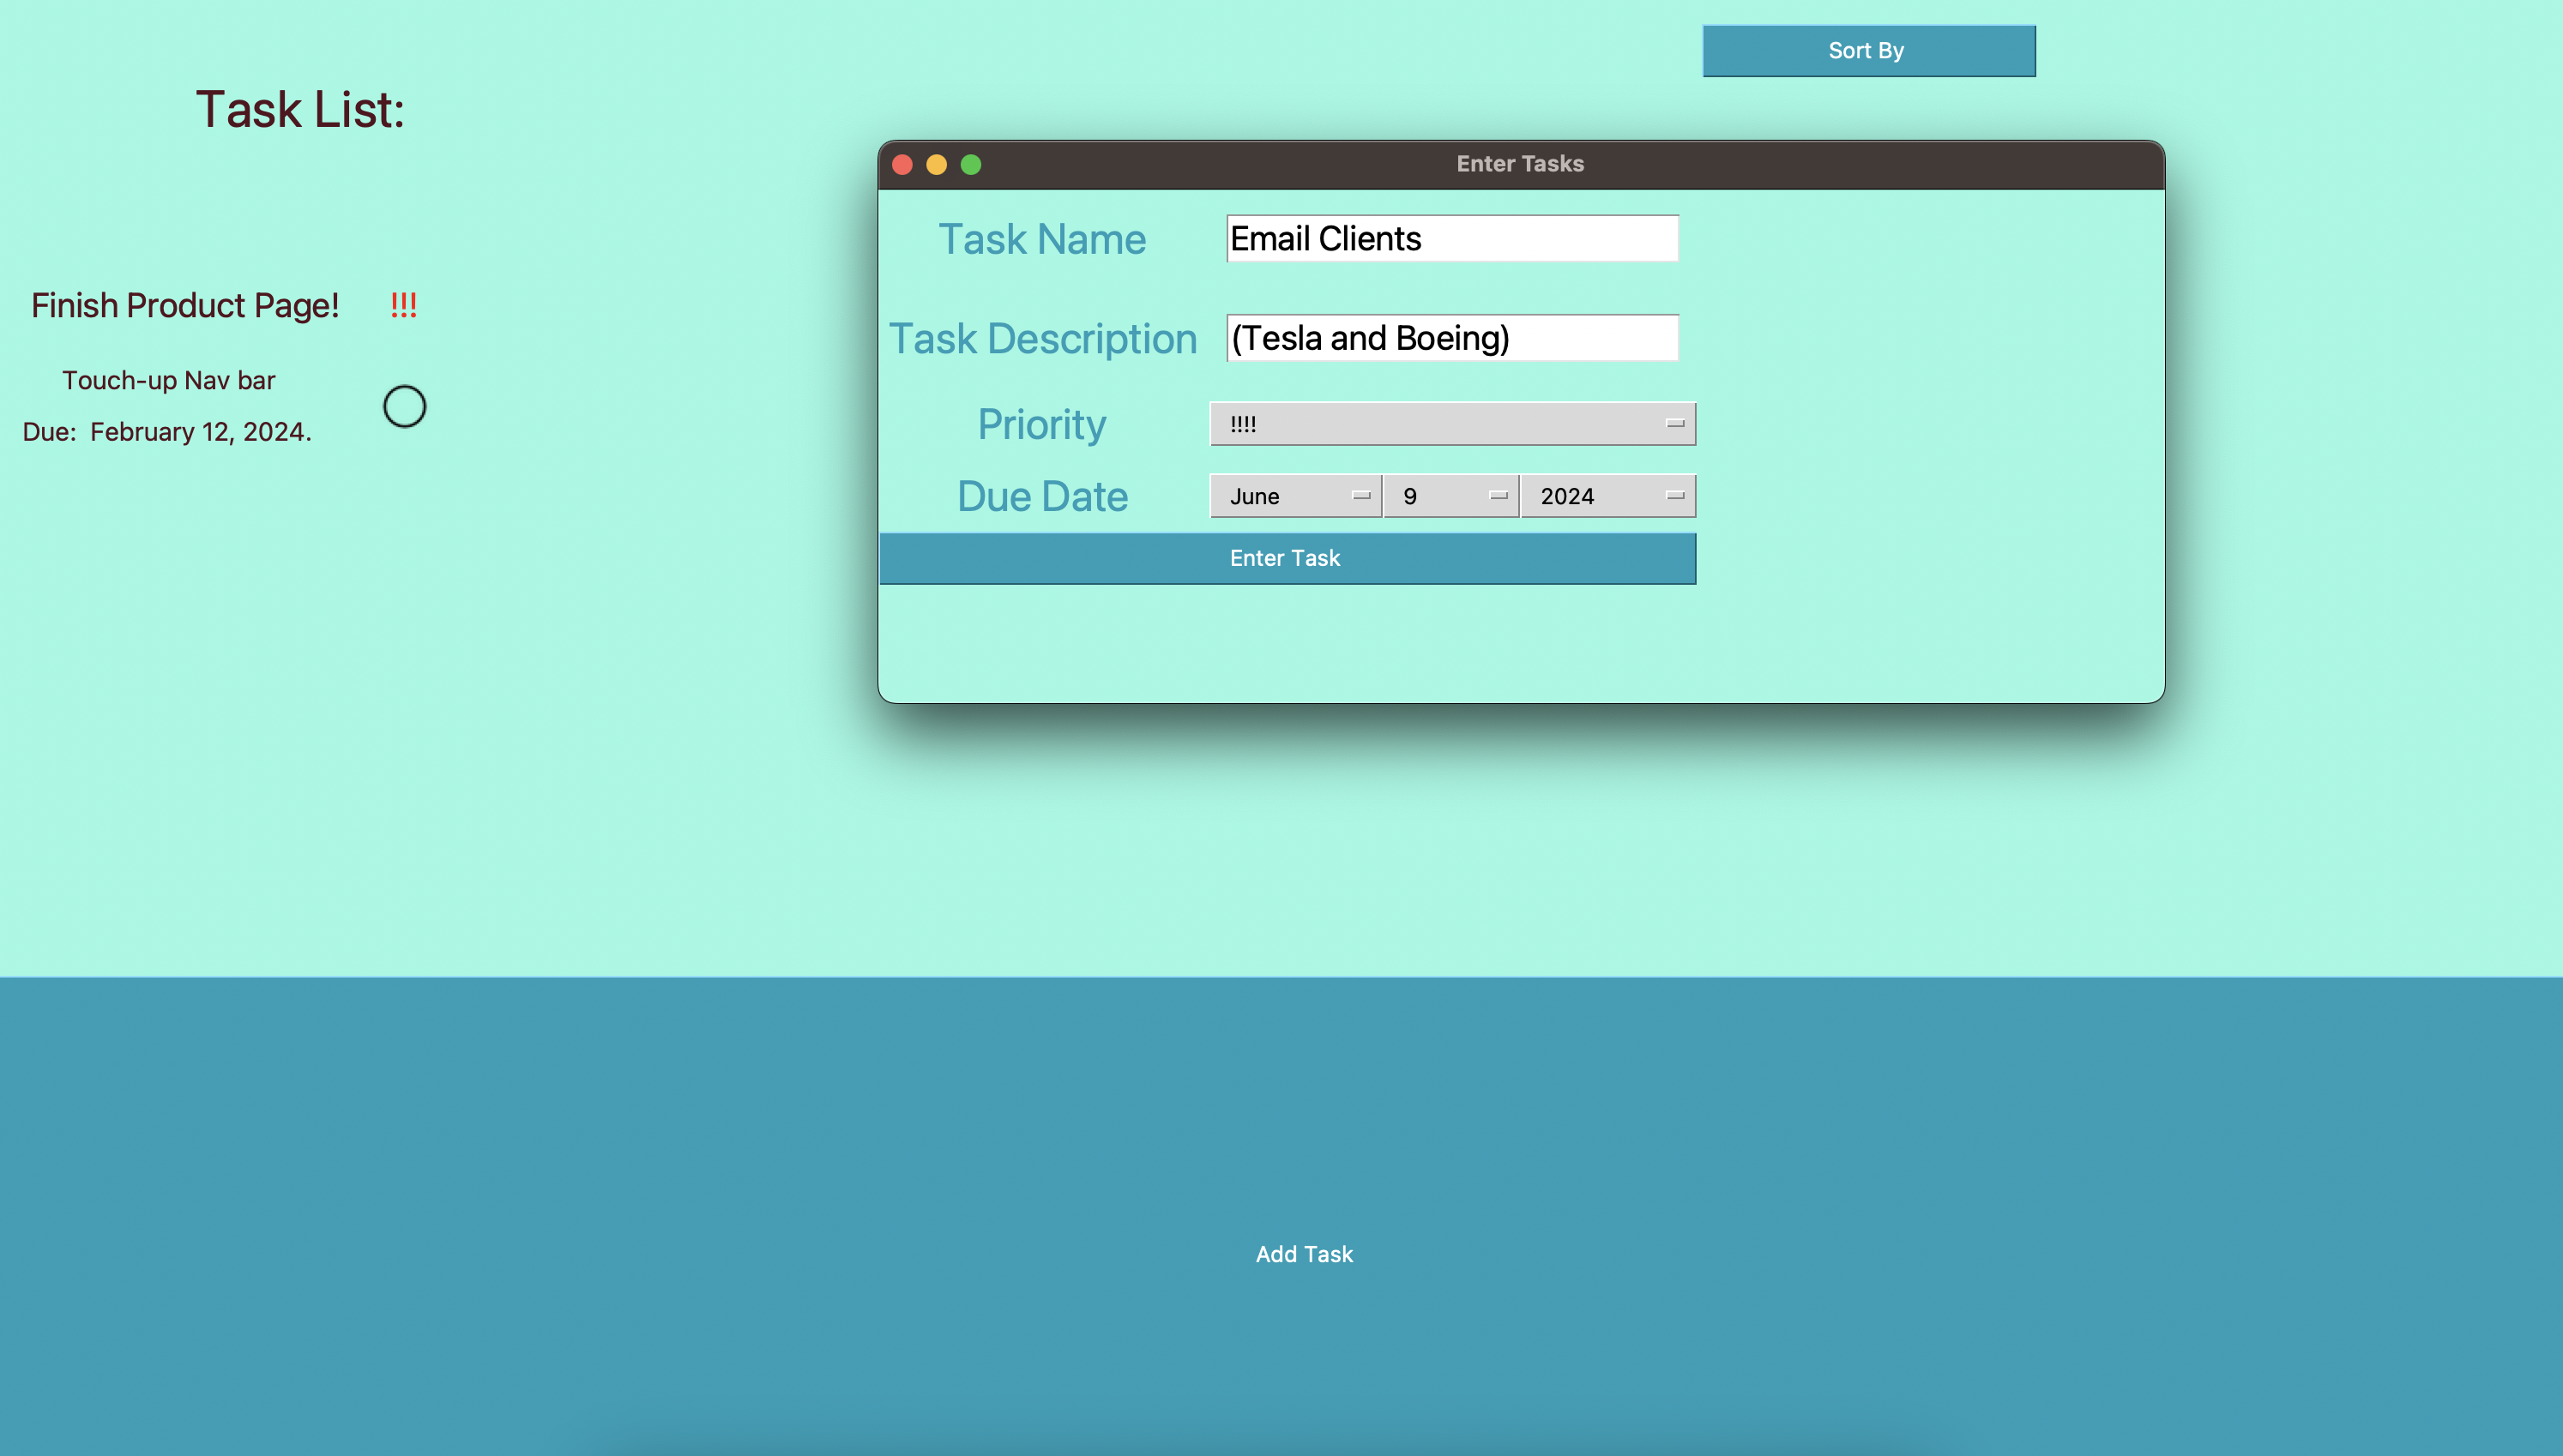 Sort By
Task List:
Finish Product Page! !!!
Touch-up Nav bar
Due: February 12, 2024.
Enter Tasks
Task Name Email Clients
Task Description (Tesla and Boeing)
Priority !!!!
Due Date June 9 2024
Enter Task
Add Task